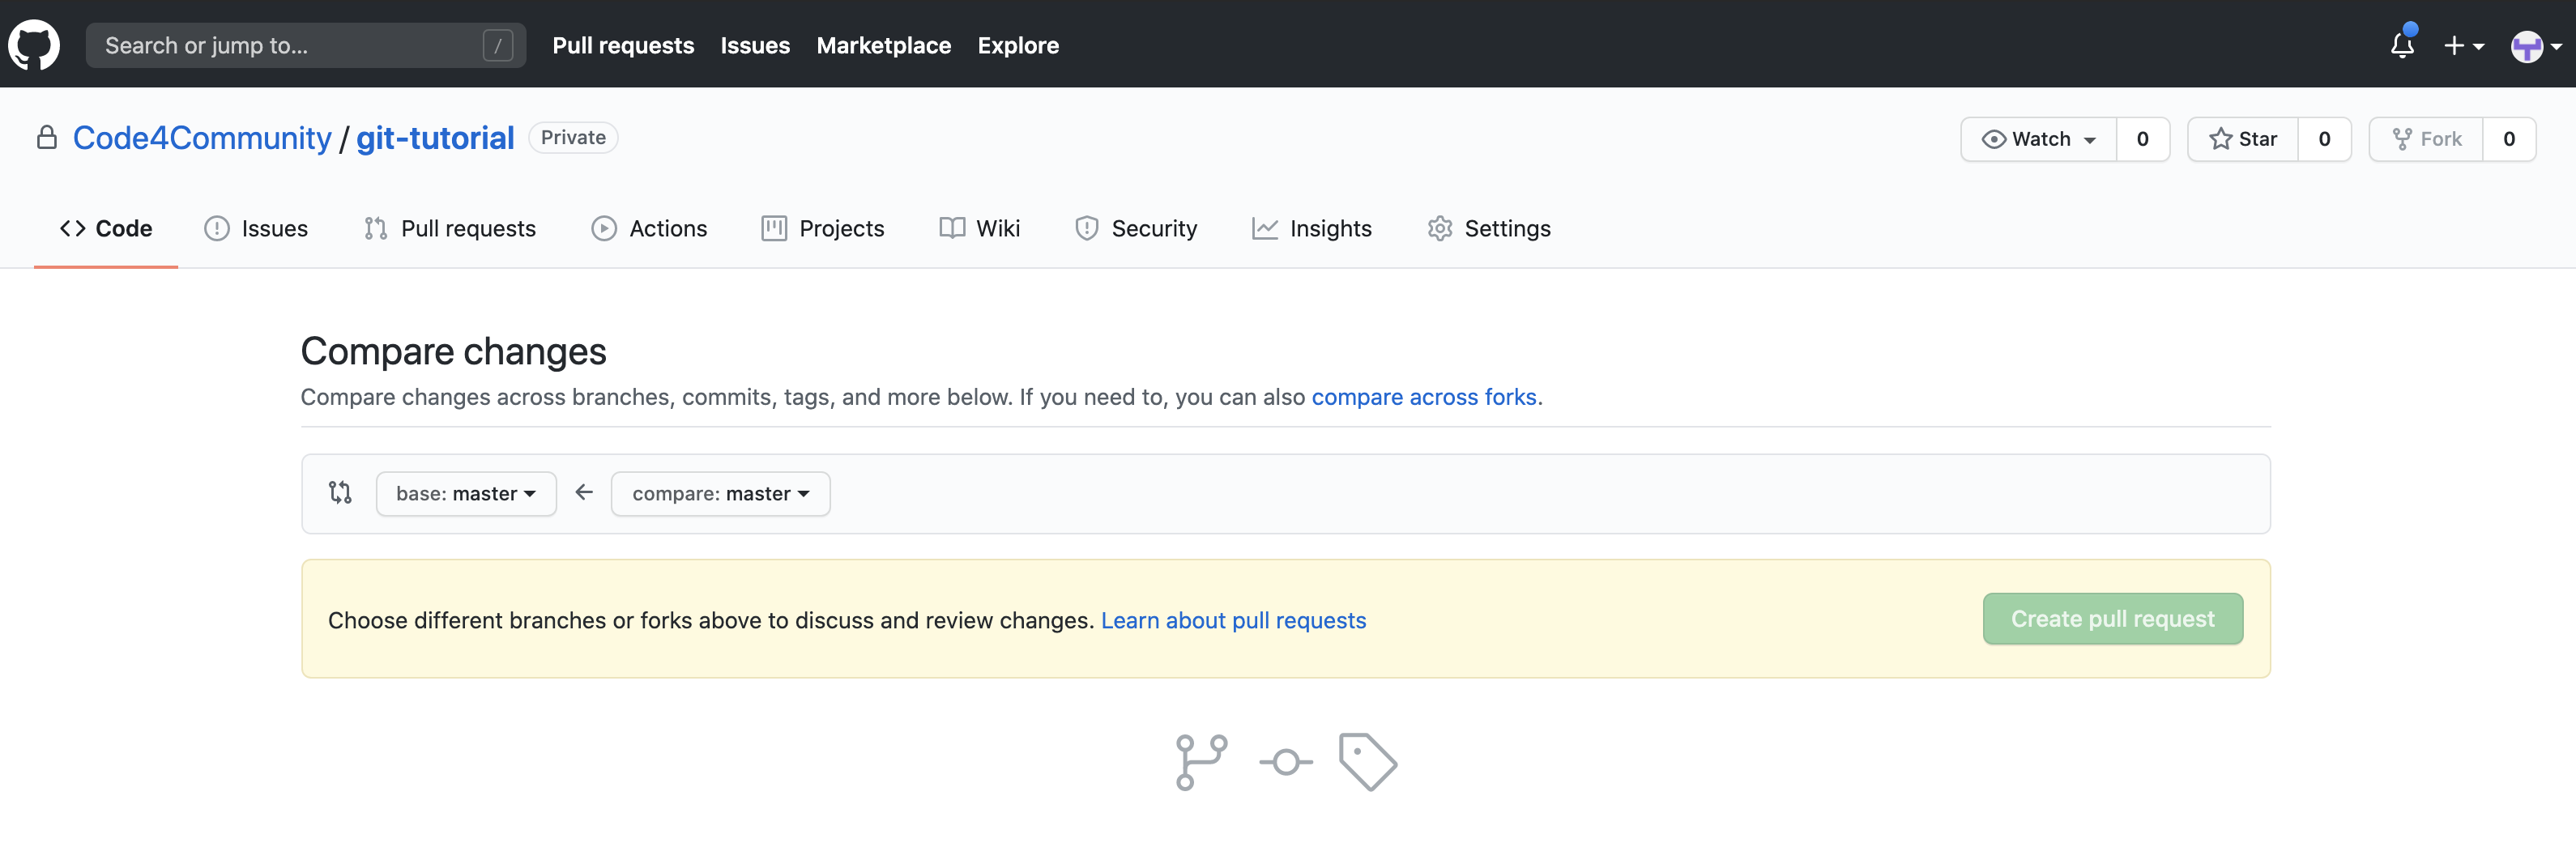 Search or jump to... / Pull requests Issues Marketplace Explore
Code4Community / git-tutorial Private Watch 0 Star 0 Fork 0
Code Issues Pull requests Actions Projects Wiki Security Insights Settings
Compare changes
Compare changes across branches, commits, tags, and more below. If you need to, you can also compare across forks.
base: master compare: master
Choose different branches or forks above to discuss and review changes. Learn about pull requests Create pull request